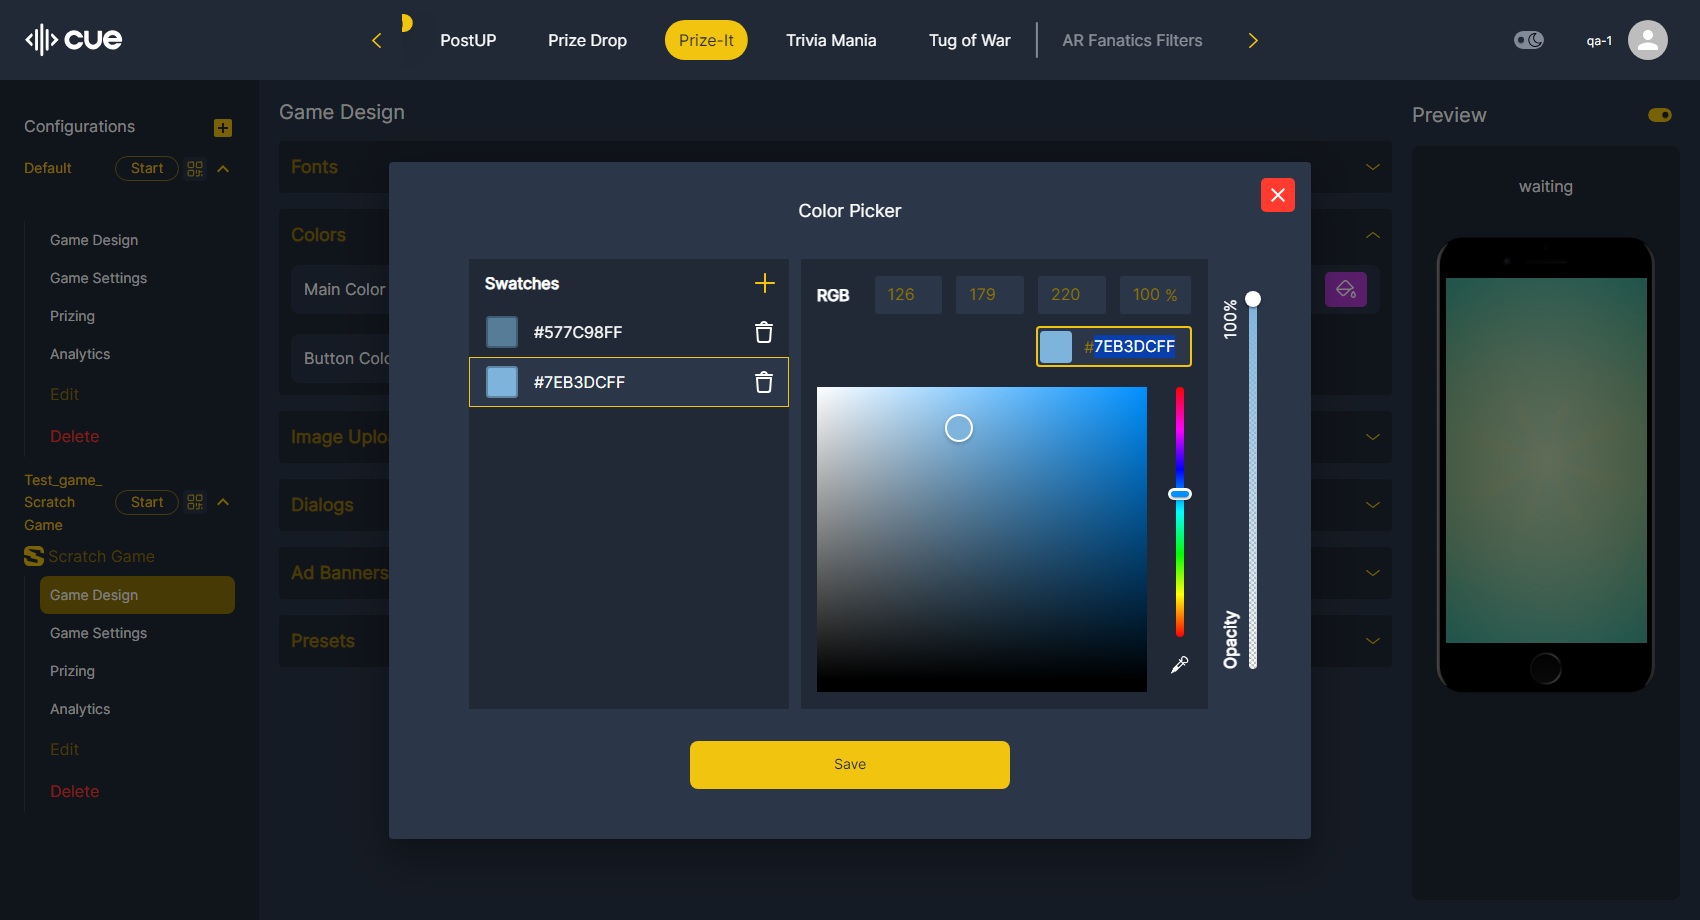 cue
PostUP
Prize Drop
Prize-It
Trivia Mania
Tug of War
AR Fanatics Filters
qa-1
Configurations
Default
Start
Game Design
Game Settings
Prizing
Analytics
Edit
Delete
Test_game_
Scratch
Game
Start
Scratch Game
Game Design
Game Settings
Prizing
Analytics
Edit
Delete
Game Design
Fonts
Colors
Main Color
Button Colo
Image Uplo
Dialogs
Ad Banners
Presets
Color Picker
Swatches
#577C98FF
#7EB3DCFF
RGB
126
179
220
100 %
#7EB3DCFF
100%
Opacity
Save
Preview
waiting